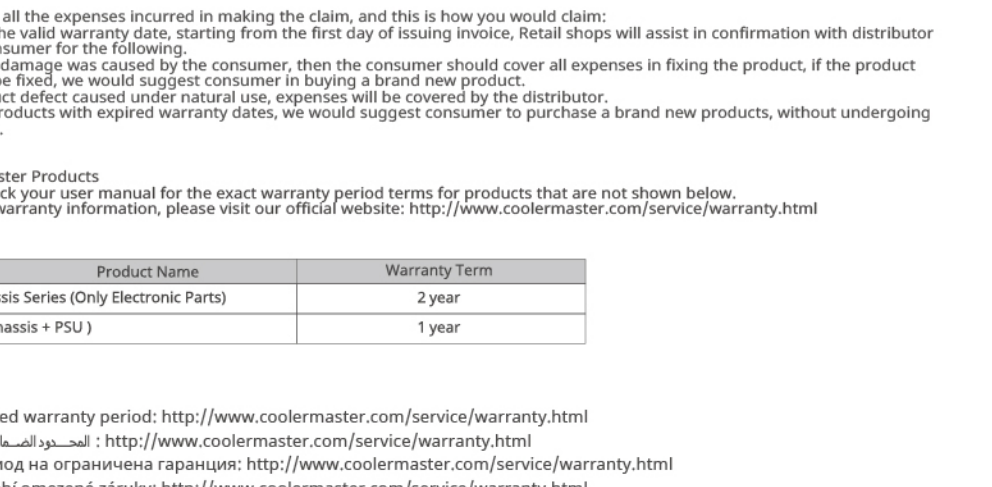 all the expenses incurred in making the claim, and this is how you would claim:
he valid warranty date, starting from the first day of issuing invoice, Retail shops will assist in confirmation with distributor
sumer for the following.
damage was caused by the consumer, then the consumer should cover all expenses in fixing the product, if the product
be fixed, we would suggest consumer in buying a brand new product.
ct defect caused under natural use, expenses will be covered by the distributor.
roducts with expired warranty dates, we would suggest consumer to purchase a brand new products, without undergoing
.
ster Products
ck your user manual for the exact warranty period terms for products that are not shown below.
warranty information, please visit our official website: http://www.coolermaster.com/service/warranty.html
Product Name Warranty Term
sis Series (Only Electronic Parts) 2 year
hassis + PSU ) 1 year
ed warranty period: http://www.coolermaster.com/service/warranty.html
المحـــدود : http://www.coolermaster.com/service/warranty.html
иод на ограничена гаранция: http://www.coolermaster.com/service/warranty.html